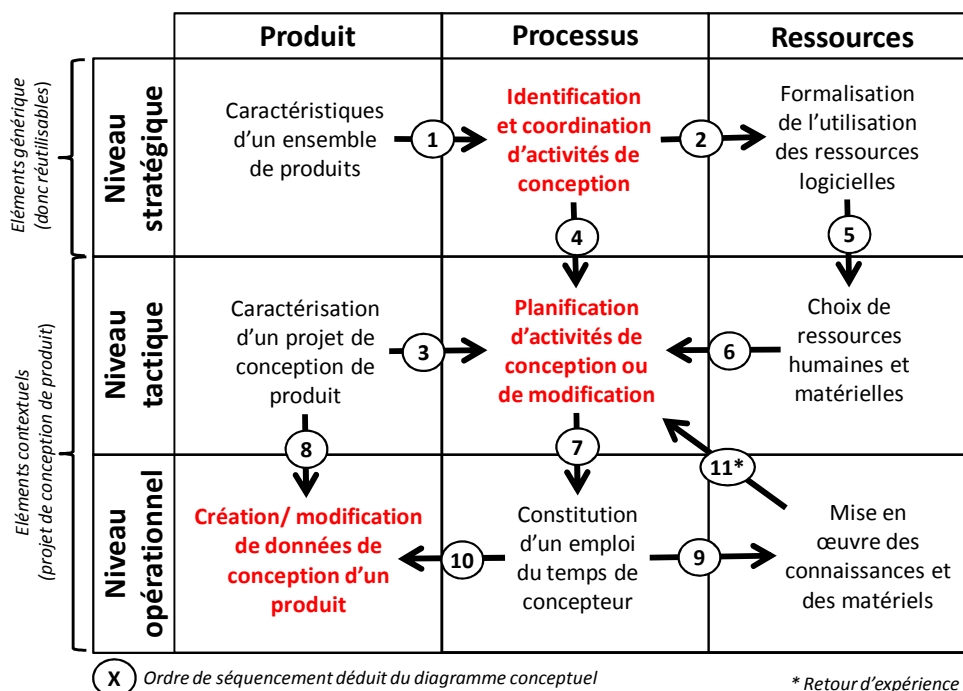 Produit
Processus
Ressources
Eléments générique
(donc réutilisables)
Niveau
stratégique
Caractéristiques
d'un ensemble
de produits
1
Identification
et coordination
d'activités de
conception
2
Formalisation
de l'utilisation
des ressources
logicielles
4
5
Eléments contextuels
(projet de conception de produit)
Niveau
tactique
Caractérisation
d'un projet de
conception de
produit
3
Planification
d'activités de
conception ou
de modification
6
Choix de
ressources
humaines et
matérielles
8
7
11*
Niveau
opérationnel
Création/ modification
de données de
conception d'un
produit
10
Constitution
d'un emploi
du temps de
concepteur
9
Mise en
œuvre des
connaissances et
des matériels
X Ordre de séquencement déduit du diagramme conceptuel
* Retour d'expérience